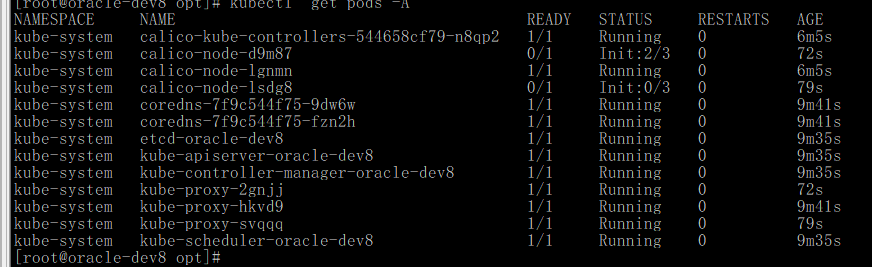 [root@oracle-dev8 opt]# kubectl  get pods -A
NAMESPACE     NAME                                       READY   STATUS     RESTARTS   AGE
kube-system   calico-kube-controllers-544658cf79-n8qp2   1/1     Running    0          6m5s
kube-system   calico-node-d9m87                          0/1     Init:2/3   0          72s
kube-system   calico-node-lgnmn                          1/1     Running    0          6m5s
kube-system   calico-node-lsdg8                          0/1     Init:0/3   0          79s
kube-system   coredns-7f9c544f75-9dw6w                   1/1     Running    0          9m41s
kube-system   coredns-7f9c544f75-fzn2h                   1/1     Running    0          9m41s
kube-system   etcd-oracle-dev8                           1/1     Running    0          9m35s
kube-system   kube-apiserver-oracle-dev8                 1/1     Running    0          9m35s
kube-system   kube-controller-manager-oracle-dev8        1/1     Running    0          9m35s
kube-system   kube-proxy-2gnjj                           1/1     Running    0          72s
kube-system   kube-proxy-hkvd9                           1/1     Running    0          9m41s
kube-system   kube-proxy-svqqq                           1/1     Running    0          79s
kube-system   kube-scheduler-oracle-dev8                 1/1     Running    0          9m35s
[root@oracle-dev8 opt]#